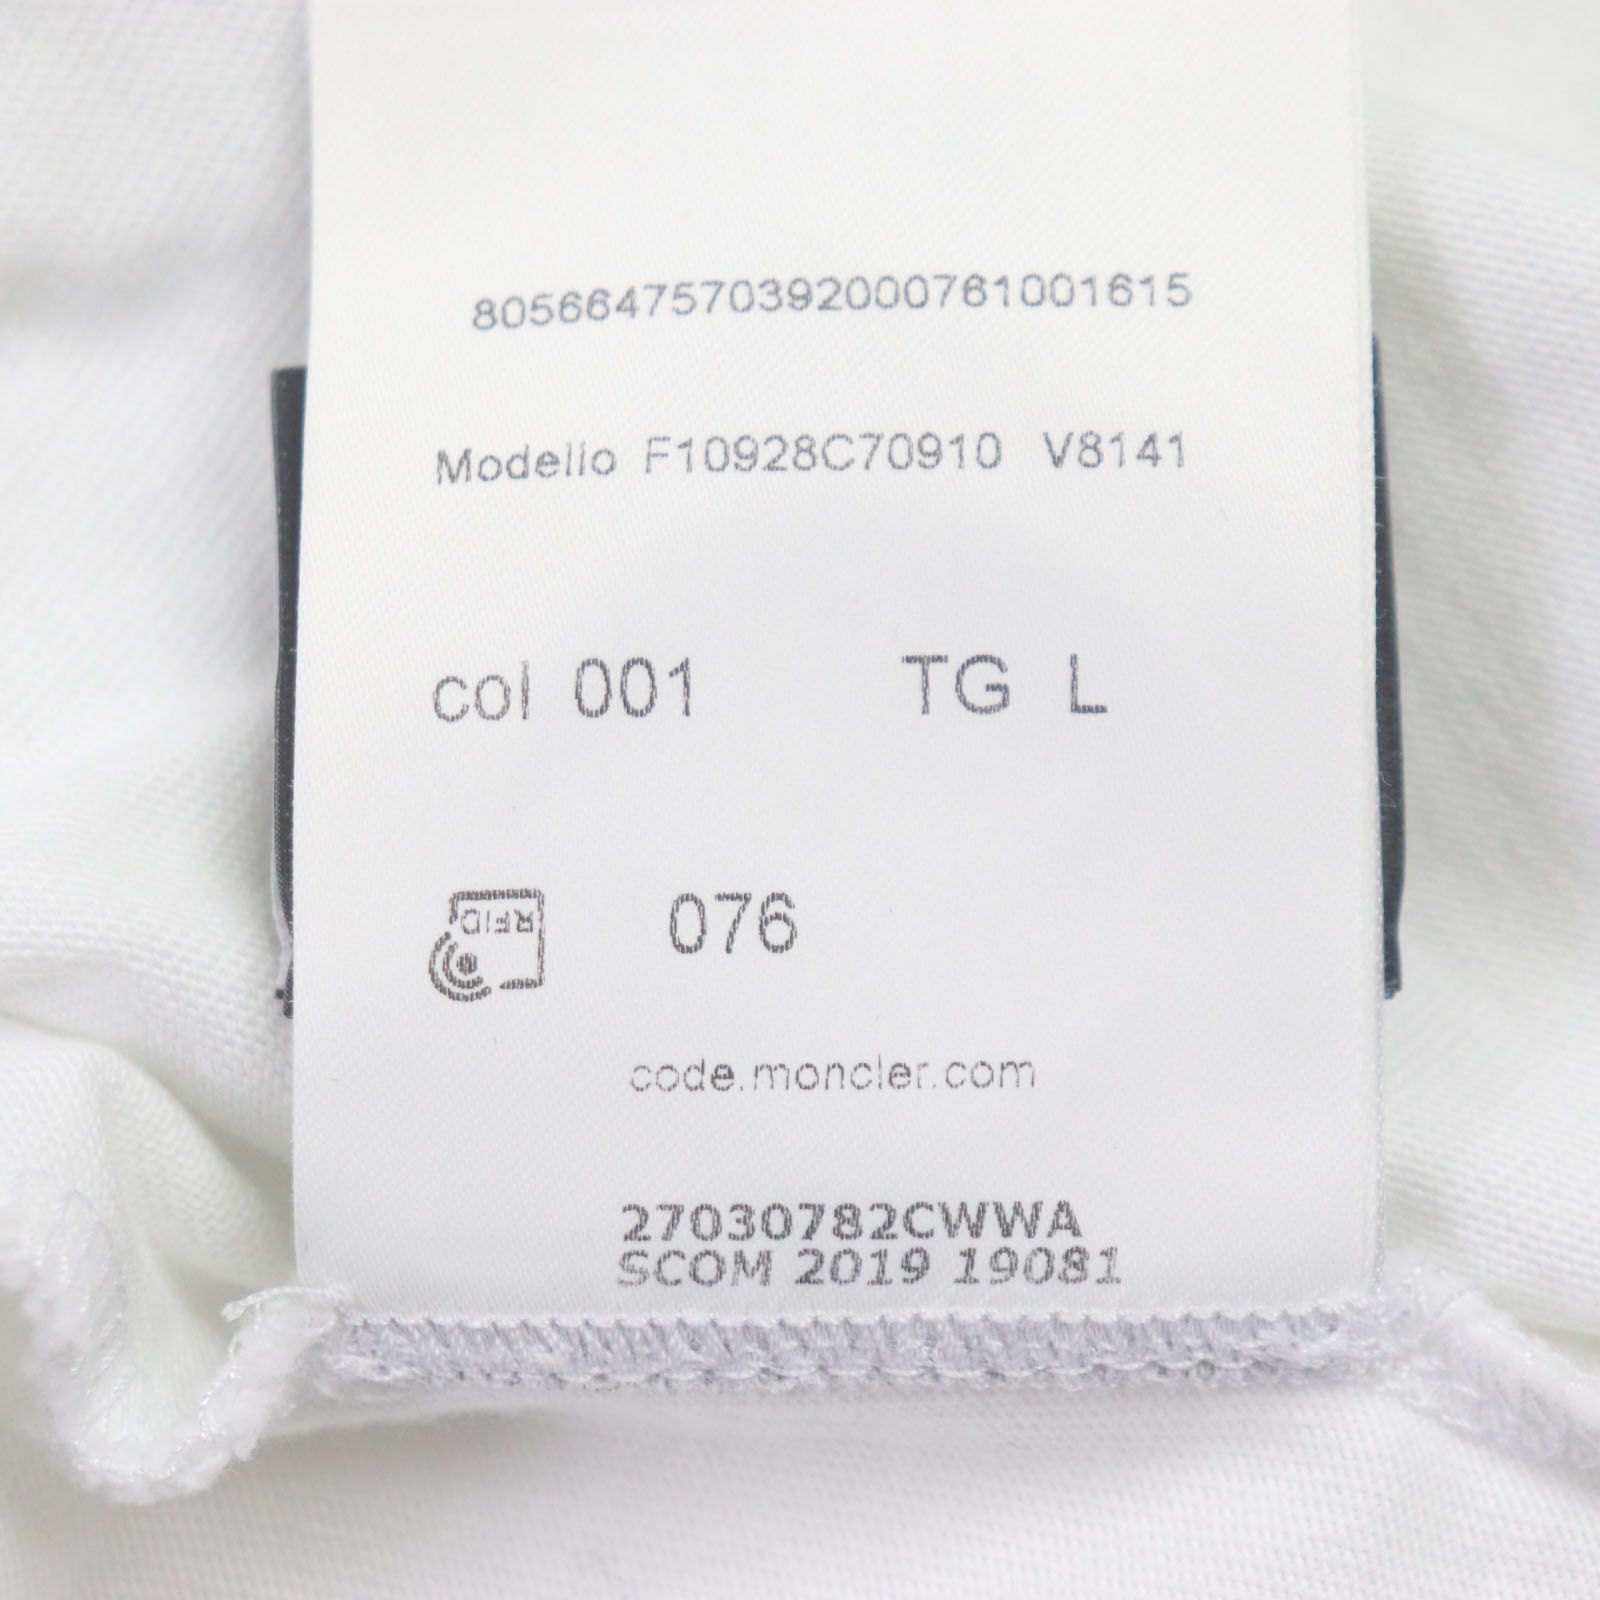 8056647570392000761001615
Modello F10928C70910 V8141
col 001 TG L
RFID
076
code.moncler.com
27030782CWWA
SCOM 2019 19081